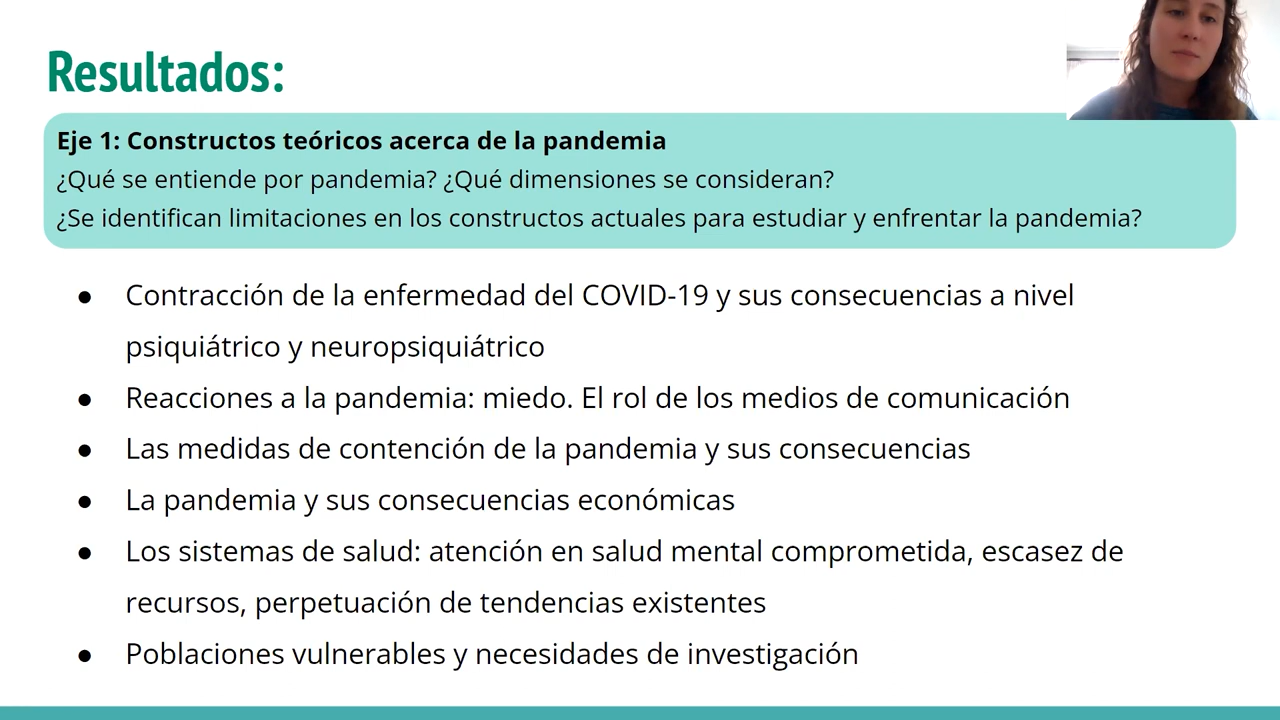 Resultados:
Eje 1: Constructos teóricos acerca de la pandemia
¿Qué se entiende por pandemia? ¿Qué dimensiones se consideran?
¿Se identifican limitaciones en los constructos actuales para estudiar y enfrentar la pandemia?
● Contracción de la enfermedad del COVID-19 y sus consecuencias a nivel
psiquiátrico y neuropsiquiátrico
● Reacciones a la pandemia: miedo. El rol de los medios de comunicación
● Las medidas de contención de la pandemia y sus consecuencias
● La pandemia y sus consecuencias económicas
● Los sistemas de salud: atención en salud mental comprometida, escasez de
recursos, perpetuación de tendencias existentes
● Poblaciones vulnerables y necesidades de investigación